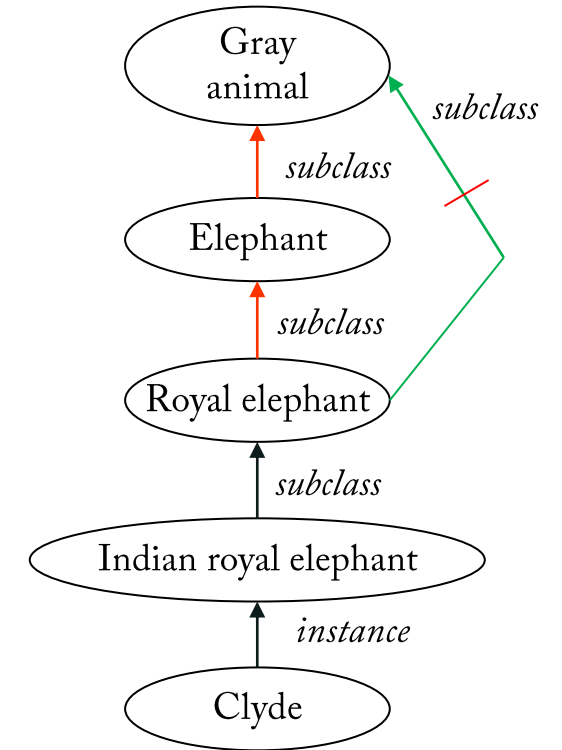 Gray
animal
subclass
subclass
Elephant
subclass
Royal elephant
subclass
Indian royal elephant
instance
Clyde